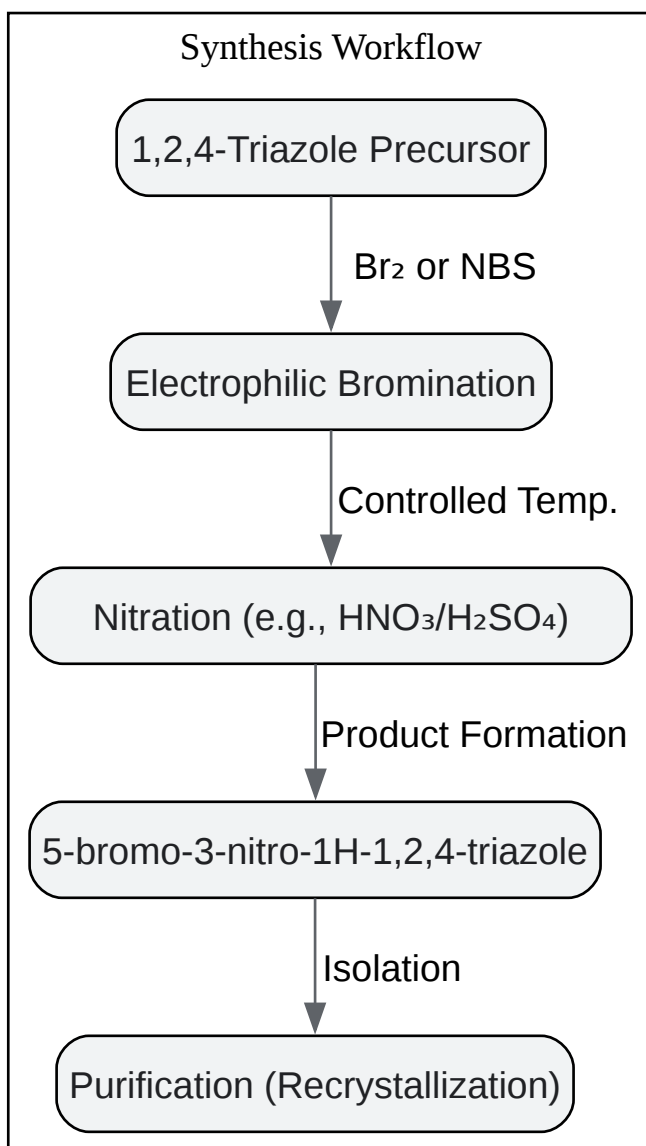 Synthesis Workflow
1,2,4-Triazole Precursor
Br₂ or NBS
Electrophilic Bromination
Controlled Temp.
Nitration (e.g., HNO₃/H₂SO₄)
Product Formation
5-bromo-3-nitro-1H-1,2,4-triazole
Isolation
Purification (Recrystallization)